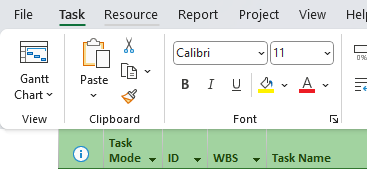 File Task Resource Report Project View Help
Calibri 11
Gantt Chart Paste B I U A 0%
View Clipboard Font
Task Mode ID WBS Task Name